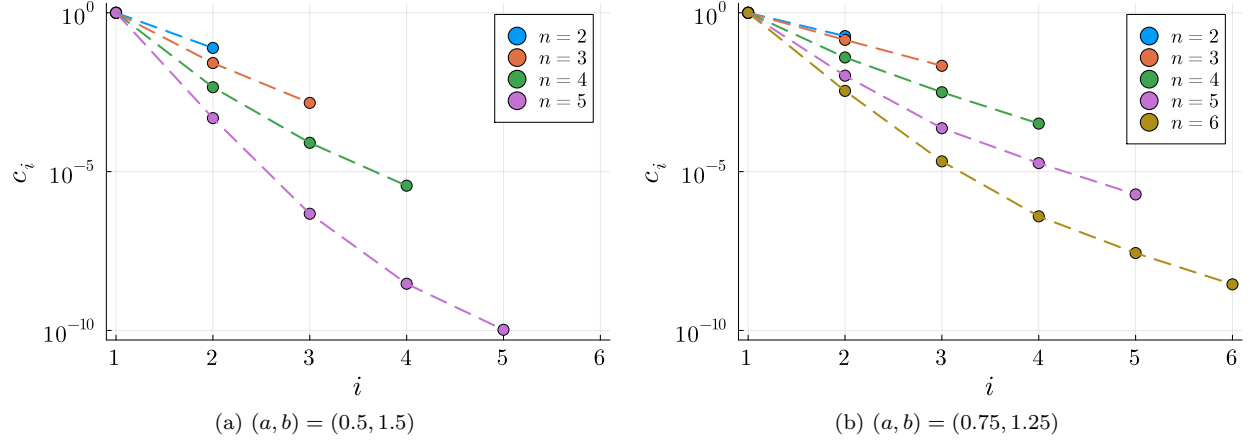 10^0
10^{-5}
10^{-10}
c_i
1 2 3 4 5 6
i
n = 2
n = 3
n = 4
n = 5
(a) (a, b) = (0.5, 1.5)
10^0
10^{-5}
10^{-10}
c_i
1 2 3 4 5 6
i
n = 2
n = 3
n = 4
n = 5
n = 6
(b) (a, b) = (0.75, 1.25)